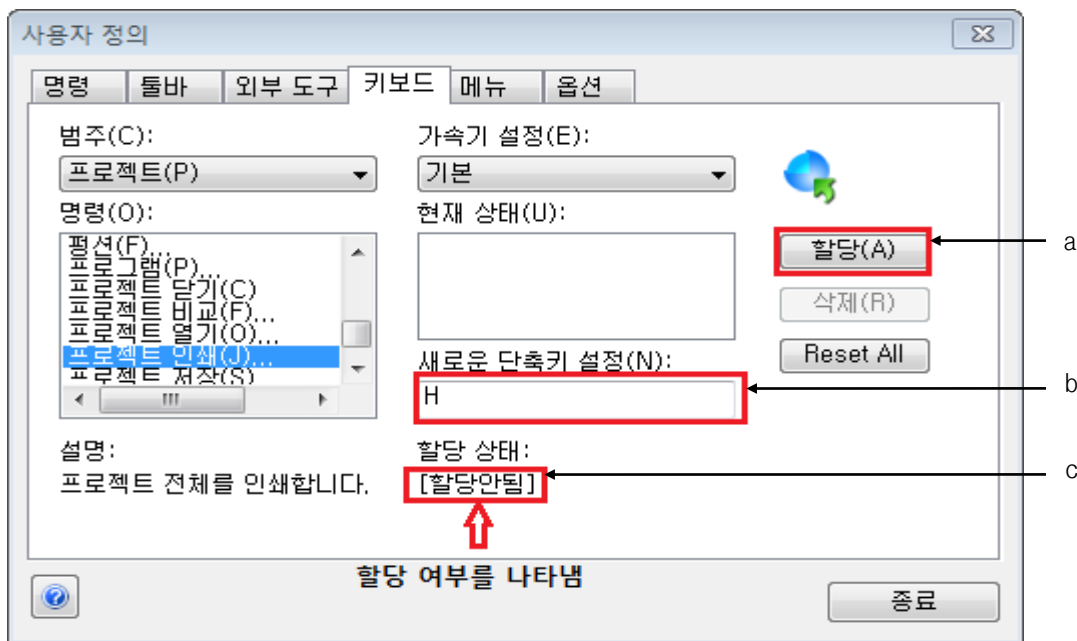 사용자 정의
명령 툴바 외부 도구 키보드 메뉴 옵션
범주(C):
가속기 설정(E):
프로젝트(P)
기본
명령(O):
현재 상태(U):
펑션(F)...
프로그램(P)...
프로젝트 닫기(C)
프로젝트 비교(F)...
프로젝트 열기(O)...
프로젝트 인쇄(J)...
프로젝트 저장(S)
할당(A)
a
삭제(R)
Reset All
새로운 단축키 설정(N):
H
b
설명:
프로젝트 전체를 인쇄합니다.
할당 상태:
[할당안됨]
c
할당 여부를 나타냄
종료